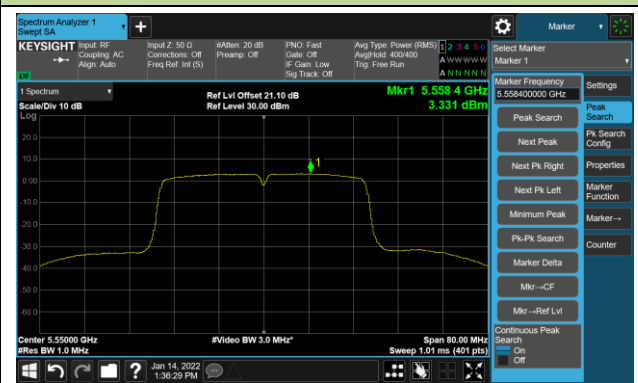 Spectrum Analyzer 1
Swept SA
Marker
KEYSIGHT
Input: RF
Coupling: AC
Align: Auto
Input Z: 50 Ω
Corrections: Off
Freq Ref: Int (S)
#Atten: 20 dB
Preamp: Off
PNO: Fast
Gate: Off
IF Gain: Low
Sig Track: Off
Avg Type: Power (RMS)
Avg|Hold: 400/400
Trig: Free Run
1 2 3 4 5 6
A W W W W W
A N N N N N
Select Marker
Marker 1
1 Spectrum
Scale/Div 10 dB
Ref Lvl Offset 21.10 dB
Ref Level 30.00 dBm
Mkr1 5.558 4 GHz
3.331 dBm
Log
20.0
10.0
0.00
-10.0
-20.0
-30.0
-40.0
-50.0
-60.0
1
Center 5.55000 GHz
#Res BW 1.0 MHz
#Video BW 3.0 MHz*
Span 80.00 MHz
Sweep 1.01 ms (401 pts)
Marker Frequency
5.558400000 GHz
Peak Search
Next Peak
Next Pk Right
Next Pk Left
Minimum Peak
Pk-Pk Search
Marker Delta
Mkr→CF
Mkr→Ref Lvl
Continuous Peak
Search
On
Off
Settings
Peak
Search
Pk Search
Config
Properties
Marker
Function
Marker→
Counter
Jan 14, 2022
1:36:29 PM